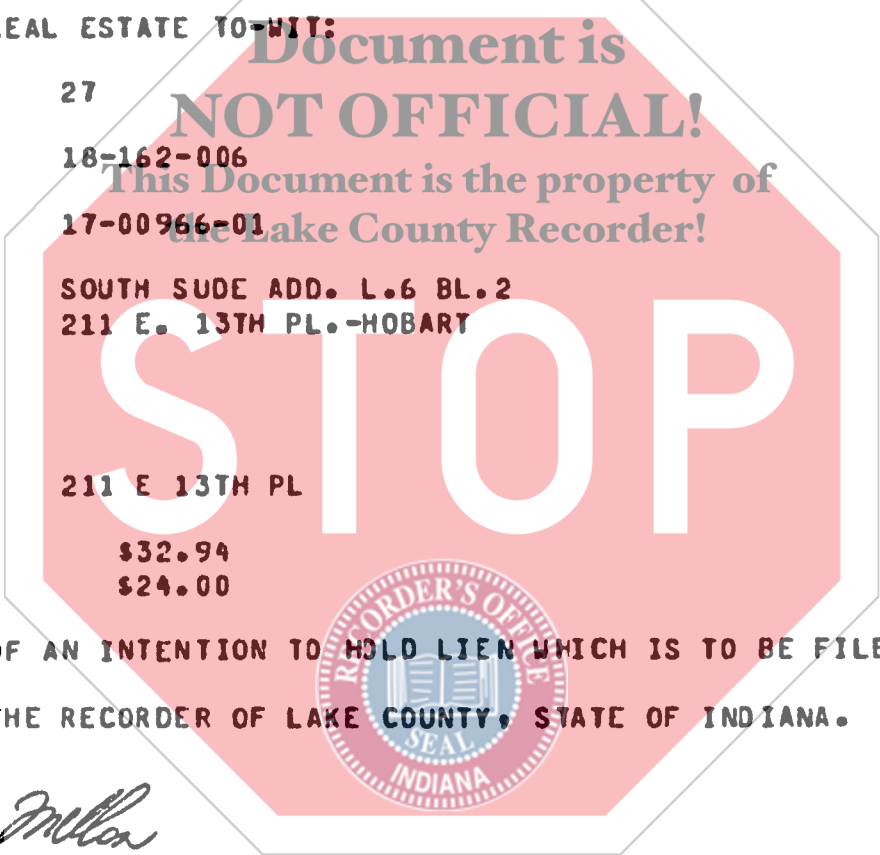 REAL ESTATE TO-WIT:
Document is
27
NOT OFFICIAL!
18-162-006
This Document is the property of
17-00966-01
the Lake County Recorder!
SOUTH SUDE ADD. L.6 BL.2
211 E. 13TH PL.-HOBART
STOP
211 E 13TH PL
$32.94
$24.00
RECORDER'S OFFICE
OF AN INTENTION TO HOLD LIEN WHICH IS TO BE FILE
THE RECORDER OF LAKE COUNTY, STATE OF INDIANA.
SEAL
INDIANA